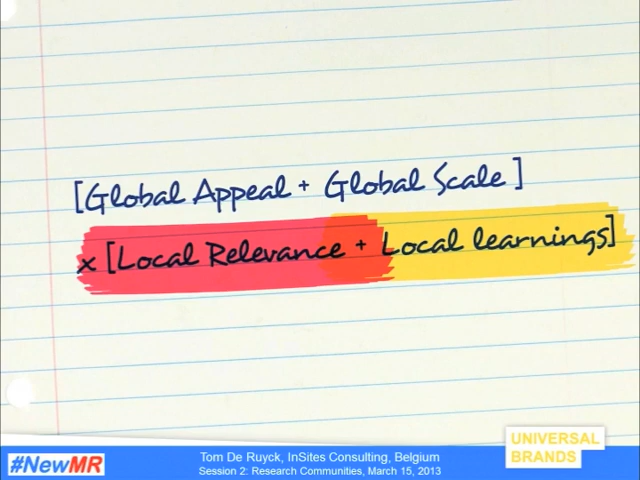 [Global Appeal + Global Scale]
x [Local Relevance + Local learnings]
UNIVERSAL
BRANDS
#NewMR
Tom De Ruyck, InSites Consulting, Belgium
Session 2: Research Communities, March 15, 2013